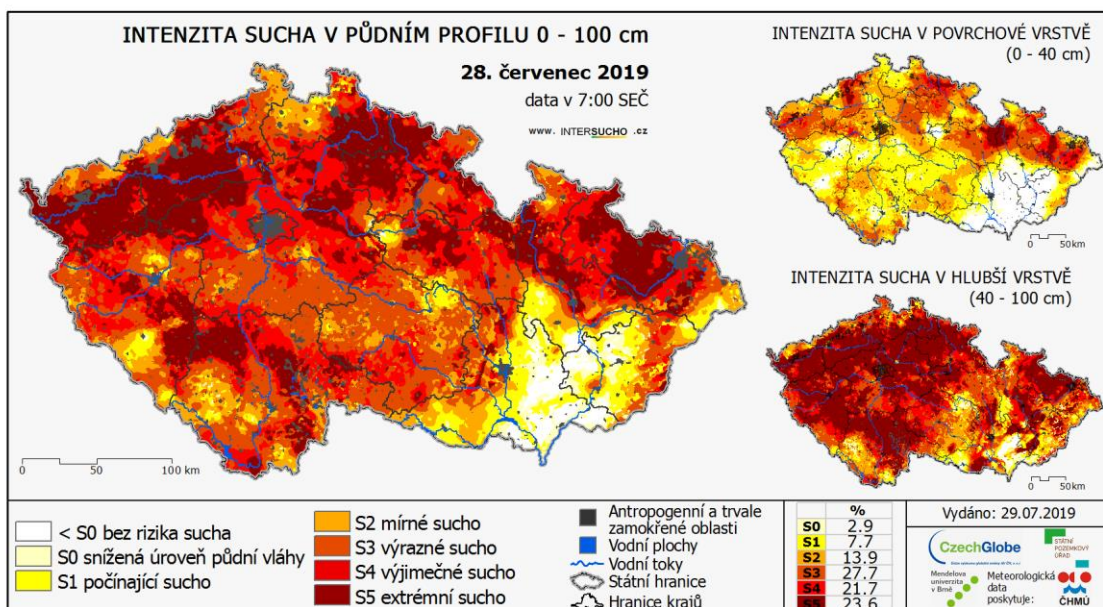 INTENZITA SUCHA V PŮDNÍM PROFILU 0 - 100 cm
28. červenec 2019
data v 7:00 SEČ
www. INTERSUCHO .cz
0 50 100 km
INTENZITA SUCHA V POVRCHOVÉ VRSTVĚ
(0 - 40 cm)
0 50km
INTENZITA SUCHA V HLUBŠÍ VRSTVĚ
(40 - 100 cm)
0 50km
< S0 bez rizika sucha
S0 snížená úroveň půdní vláhy
S1 počínající sucho
S2 mírné sucho
S3 výrazné sucho
S4 výjimečné sucho
S5 extrémní sucho
Antropogenní a trvale
zamokřené oblasti
Vodní plochy
Vodní toky
Státní hranice
Hranice krajů
%
S0 2.9
S1 7.7
S2 13.9
S3 27.7
S4 21.7
S5 23.6
Vydáno: 29.07.2019
CzechGlobe
STÁTNÍ
POZEMKOVÝ
ÚŘAD
Mendelova
univerzita
v Brně
Meteorologická
data
poskytuje:
ČHMÚ